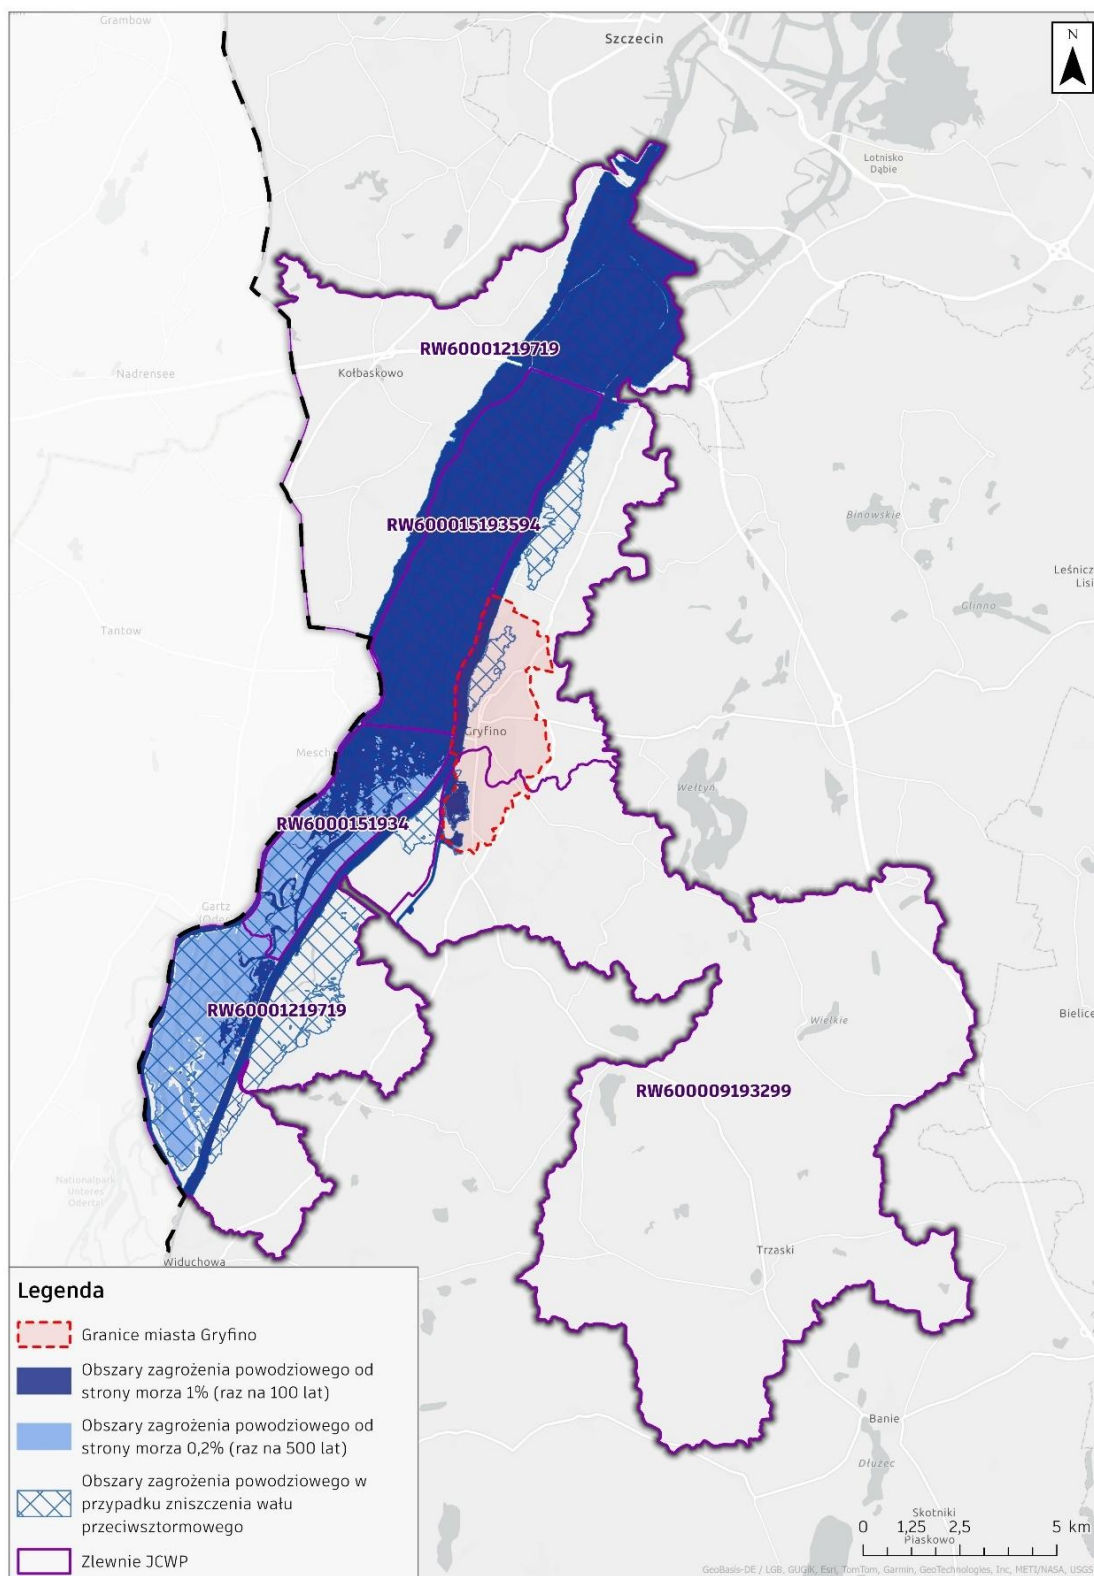 Grambow
Szczecin
N
Lotnisko
Dąbie
RW60001219719
Nadrensee
Kołbaskowo
RW600015193594
Binowskie
Leśnicz
Lisi
Glinno
Tantow
Gryfino
Mesch
Wełtyń
RW6000151934
Gartz
(Oder
RW60001219719
Wielkie
Bielice
RW600009193299
Nationalpark
Unteres
Odertal
Trzaski
Widuchowa
Banie
Dłużec
Skotniki
Piaskowo
Legenda
Granice miasta Gryfino
Obszary zagrożenia powodziowego od
strony morza 1% (raz na 100 lat)
Obszary zagrożenia powodziowego od
strony morza 0,2% (raz na 500 lat)
Obszary zagrożenia powodziowego w
przypadku zniszczenia wału
przeciwsztormowego
Zlewnie JCWP
0 1,25 2,5 5 km
GeoBasis-DE / LGB, GUGIK, Esri, TomTom, Garmin, GeoTechnologies, Inc, METI/NASA, USGS